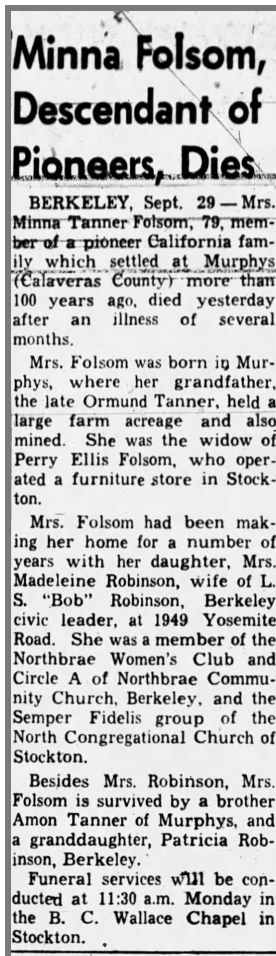 Minna Folsom,
Descendant of
Pioneers, Dies
BERKELEY, Sept. 29 — Mrs.
Minna Tanner Folsom, 79, mem-
ber of a pioneer California fam-
ily which settled at Murphys
(Calaveras County) more than
100 years ago, died yesterday
after an illness of several
months.
Mrs. Folsom was born in Mur-
phys, where her grandfather,
the late Ormund Tanner, held a
large farm acreage and also
mined. She was the widow of
Perry Ellis Folsom, who oper-
ated a furniture store in Stock-
ton.
Mrs. Folsom had been mak-
ing her home for a number of
years with her daughter, Mrs.
Madeleine Robinson, wife of L.
S. "Bob" Robinson, Berkeley
civic leader, at 1949 Yosemite
Road. She was a member of the
Northbrae Women's Club and
Circle A of Northbrae Commu-
nity Church, Berkeley, and the
Semper Fidelis group of the
North Congregational Church of
Stockton.
Besides Mrs. Robinson, Mrs.
Folsom is survived by a brother
Amon Tanner of Murphys, and
a granddaughter, Patricia Rob-
inson, Berkeley.
Funeral services will be con-
ducted at 11:30 a.m. Monday in
the B. C. Wallace Chapel in
Stockton.